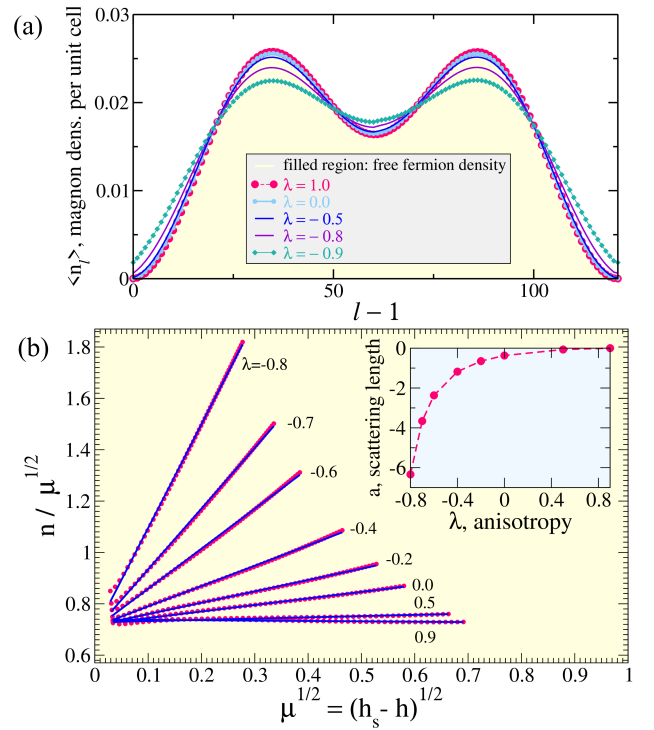 (a)
<n_l>, magnon dens. per unit cell
0.03
0.02
0.01
0
filled region: free fermion density
λ = 1.0
λ = 0.0
λ = − 0.5
λ = − 0.8
λ = − 0.9
0 50 100
l − 1
(b)
n / μ^1/2
1.8
1.6
1.4
1.2
1
0.8
0.6
λ=-0.8
-0.7
-0.6
-0.4
-0.2
0.0
0.5
0.9
a, scattering length
0
-2
-4
-6
-0.8 -0.4 0 0.4 0.8
λ, anisotropy
0 0.1 0.2 0.3 0.4 0.5 0.6 0.7 0.8 0.9 1
μ^1/2 = (h_s - h)^1/2